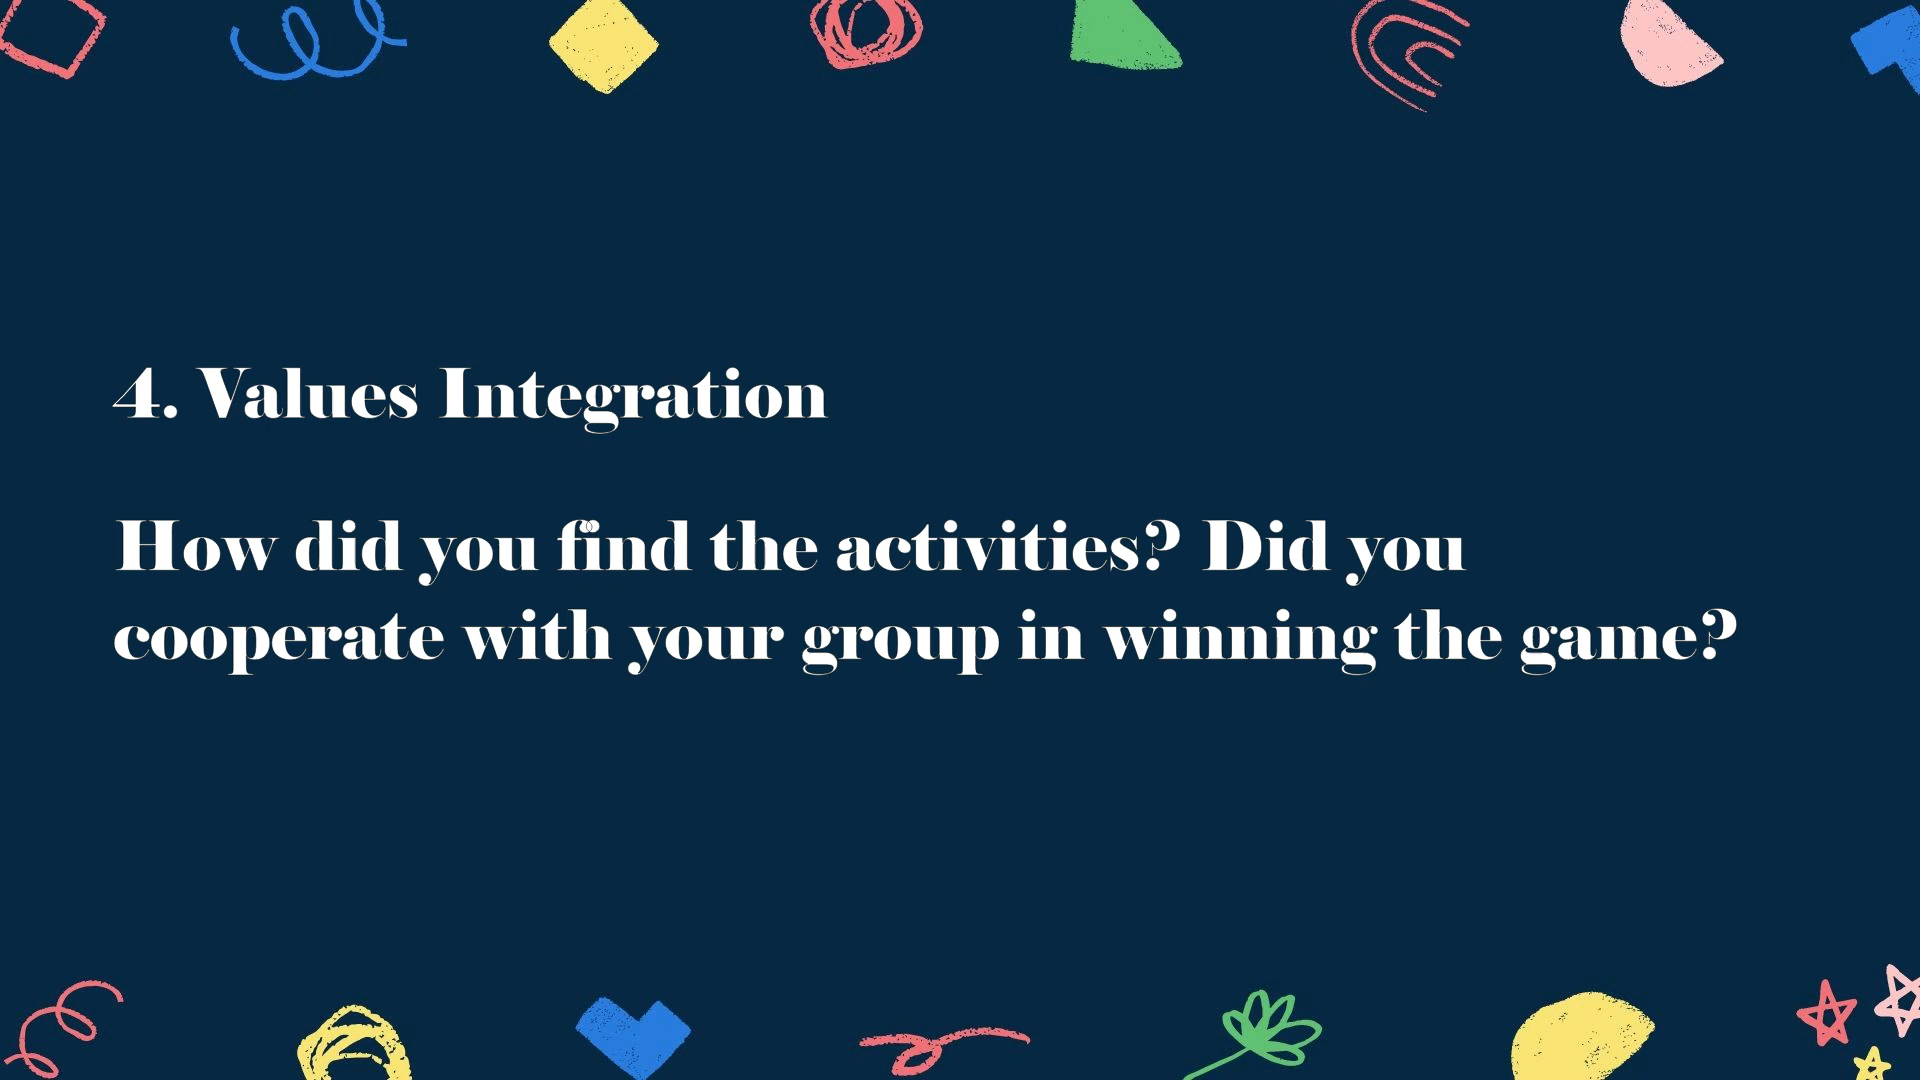 4. Values Integration
How did you find the activities? Did you
cooperate with your group in winning the game?